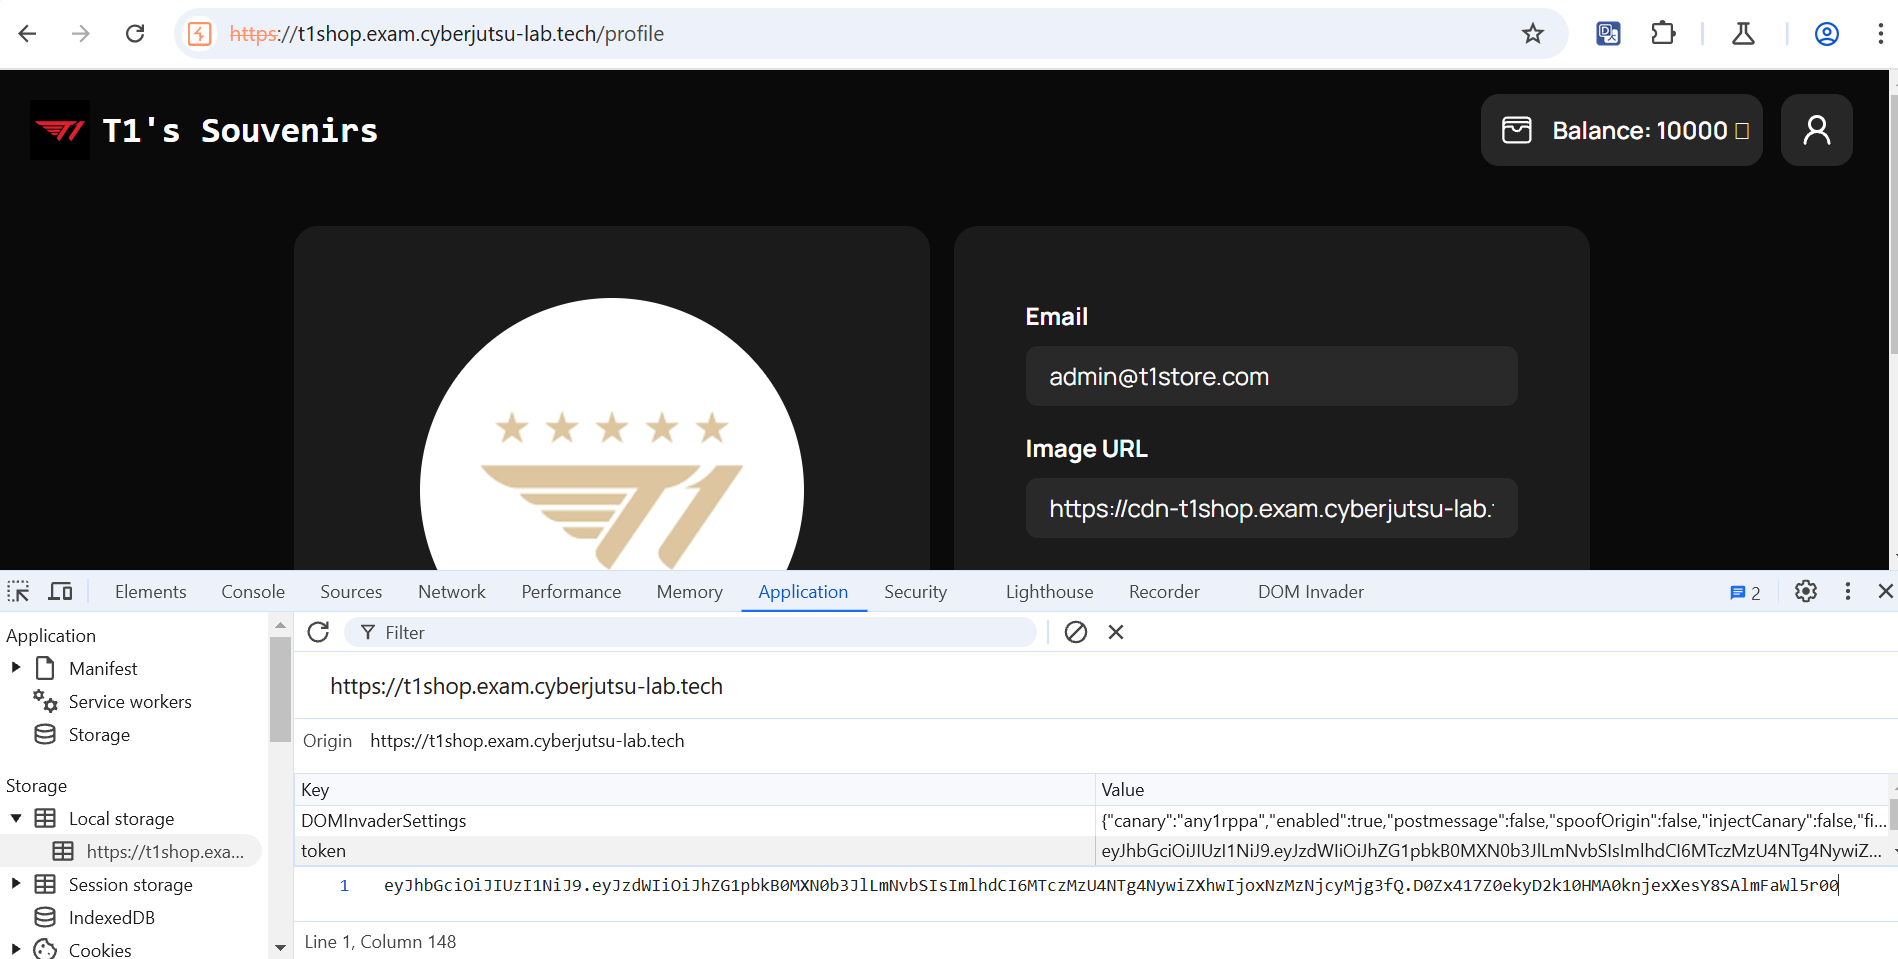 https://t1shop.exam.cyberjutsu-lab.tech/profile
T1's Souvenirs
Balance: 10000
Email
admin@t1store.com
Image URL
https://cdn-t1shop.exam.cyberjutsu-lab.
T1
Elements Console Sources Network Performance Memory Application Security Lighthouse Recorder DOM Invader 2
Application
Manifest
Service workers
Storage
Storage
Local storage
https://t1shop.exa...
Session storage
IndexedDB
Cookies
Filter
https://t1shop.exam.cyberjutsu-lab.tech
Origin https://t1shop.exam.cyberjutsu-lab.tech
Key Value
DOMInvaderSettings {"canary":"any1rppa","enabled":true,"postmessage":false,"spoofOrigin":false,"injectCanary":false,"fi...
token eyJhbGciOiJIUzI1NiJ9.eyJzdWIiOiJhZG1pbkB0MXN0b3JlLmNvbSIsImlhdCI6MTczMzU4NTg4NywiZ...
1 eyJhbGciOiJIUzI1NiJ9.eyJzdWIiOiJhZG1pbkB0MXN0b3JlLmNvbSIsImlhdCI6MTczMzU4NTg4NywiZXhwIjoxNzMzNjcyMjg3fQ.D0Zx417Z0ekyD2k10HMA0knjexXesY8SAlmFaWl5r00
Line 1, Column 148